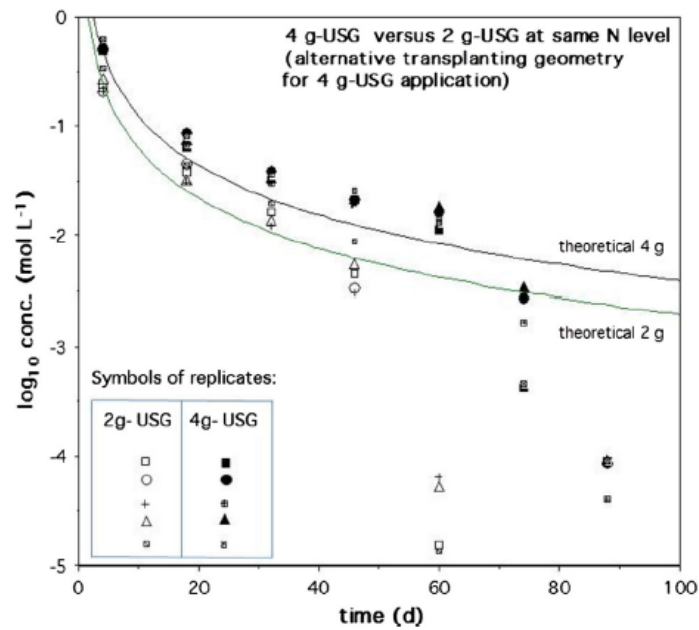 4 g-USG versus 2 g-USG at same N level
(alternative transplanting geometry
for 4 g-USG application)
0
-1
-2
-3
-4
-5
log10 conc. (mol L⁻¹)
theoretical 4 g
theoretical 2 g
Symbols of replicates:
2g- USG 4g- USG
0 20 40 60 80 100
time (d)